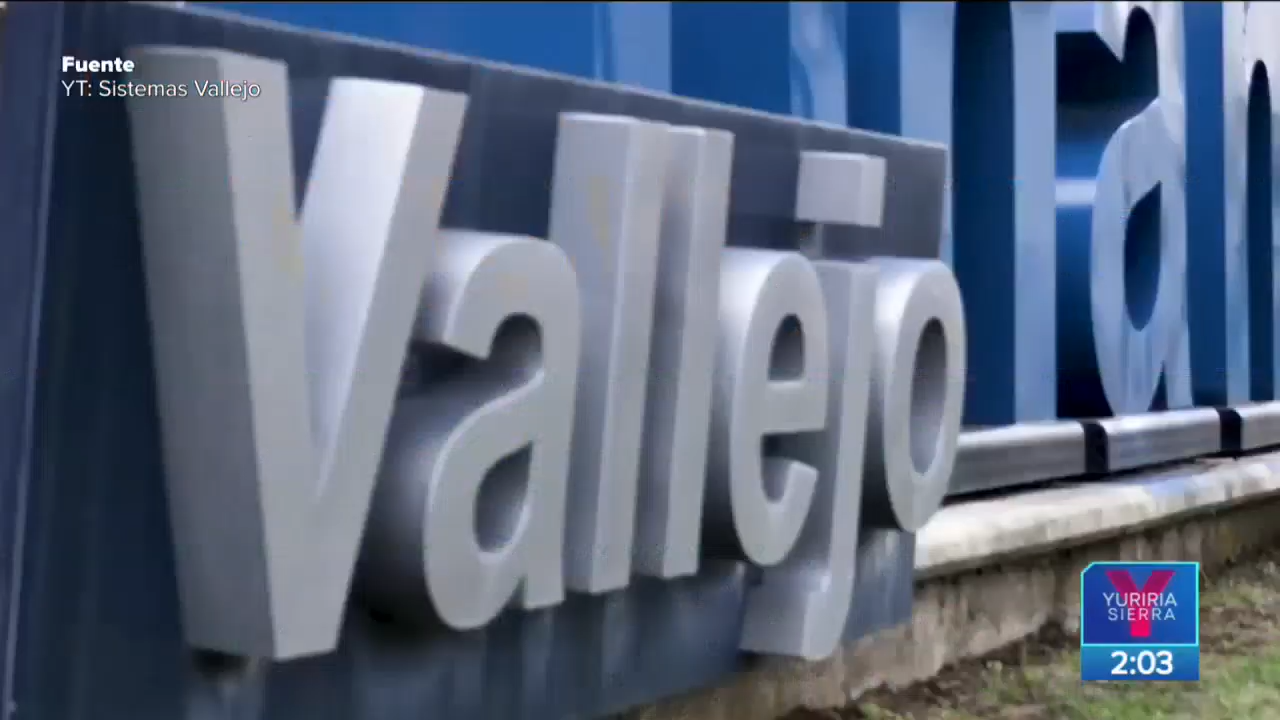 Fuente
YT: Sistemas Vallejo
Vallejo
YURIRIA
SIERRA
2:03